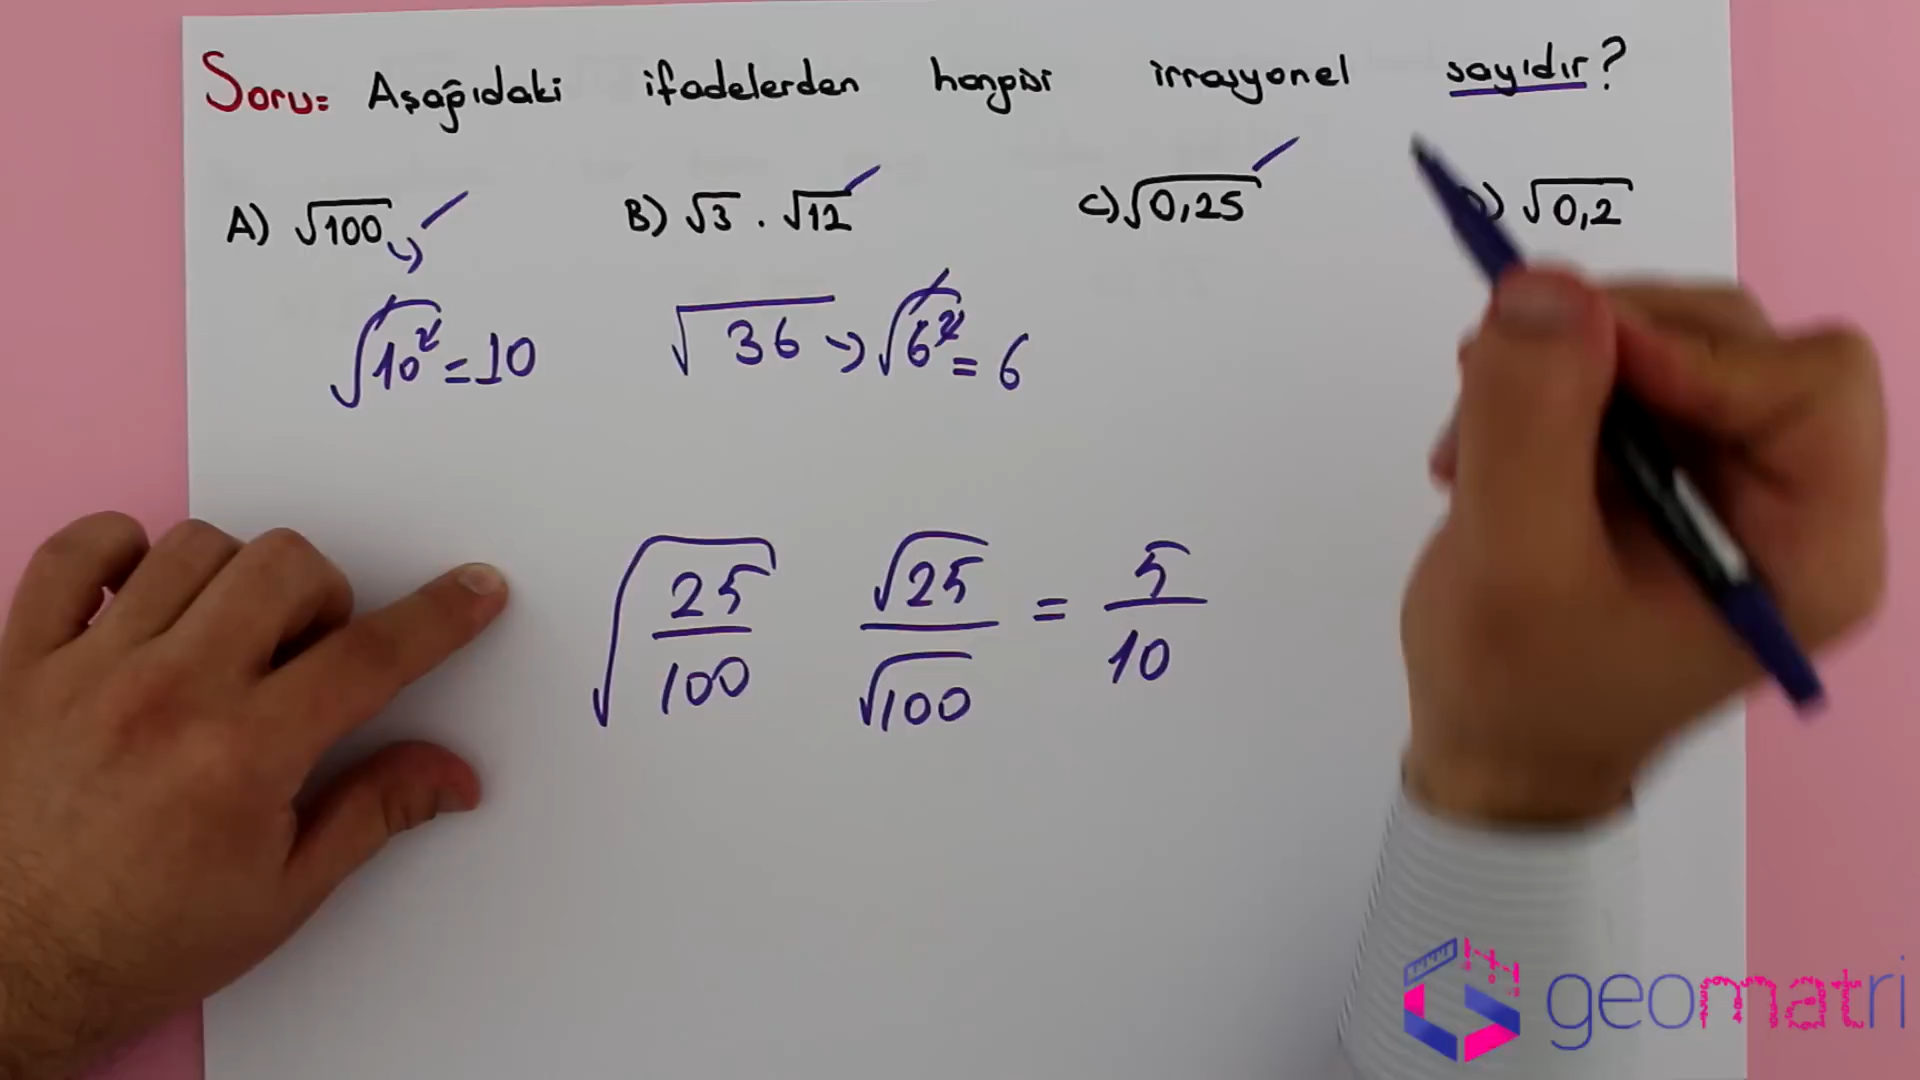 Soru: Aşağıdaki ifadelerden hangisi irrasyonel sayıdır?
A) √100 B) √3 . √12 C) √0,25 D) √0,2
√10² = 10 √36 → √6² = 6
√(25/100) √25/√100 = 5/10
geomatri